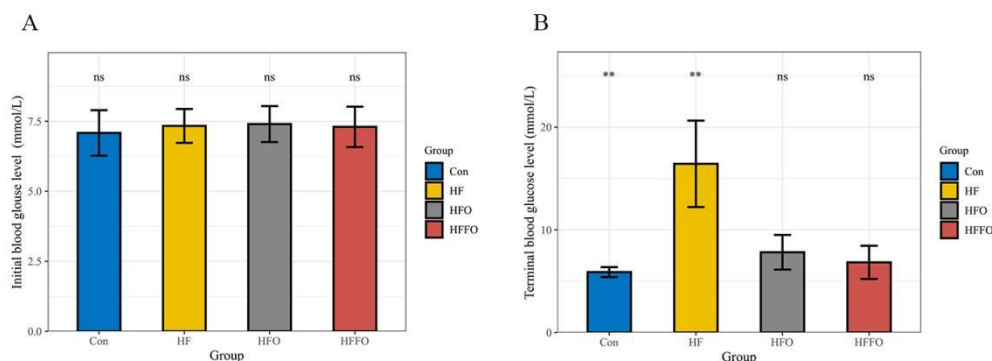 A
Initial blood glouse level (mmol/L)
7.5
5.0
2.5
0.0
ns
ns
ns
ns
Con
HF
HFO
HFFO
Group
Group
Con
HF
HFO
HFFO
B
Terminal blood glucose level (mmol/L)
20
10
0
**
**
ns
ns
Con
HF
HFO
HFFO
Group
Group
Con
HF
HFO
HFFO